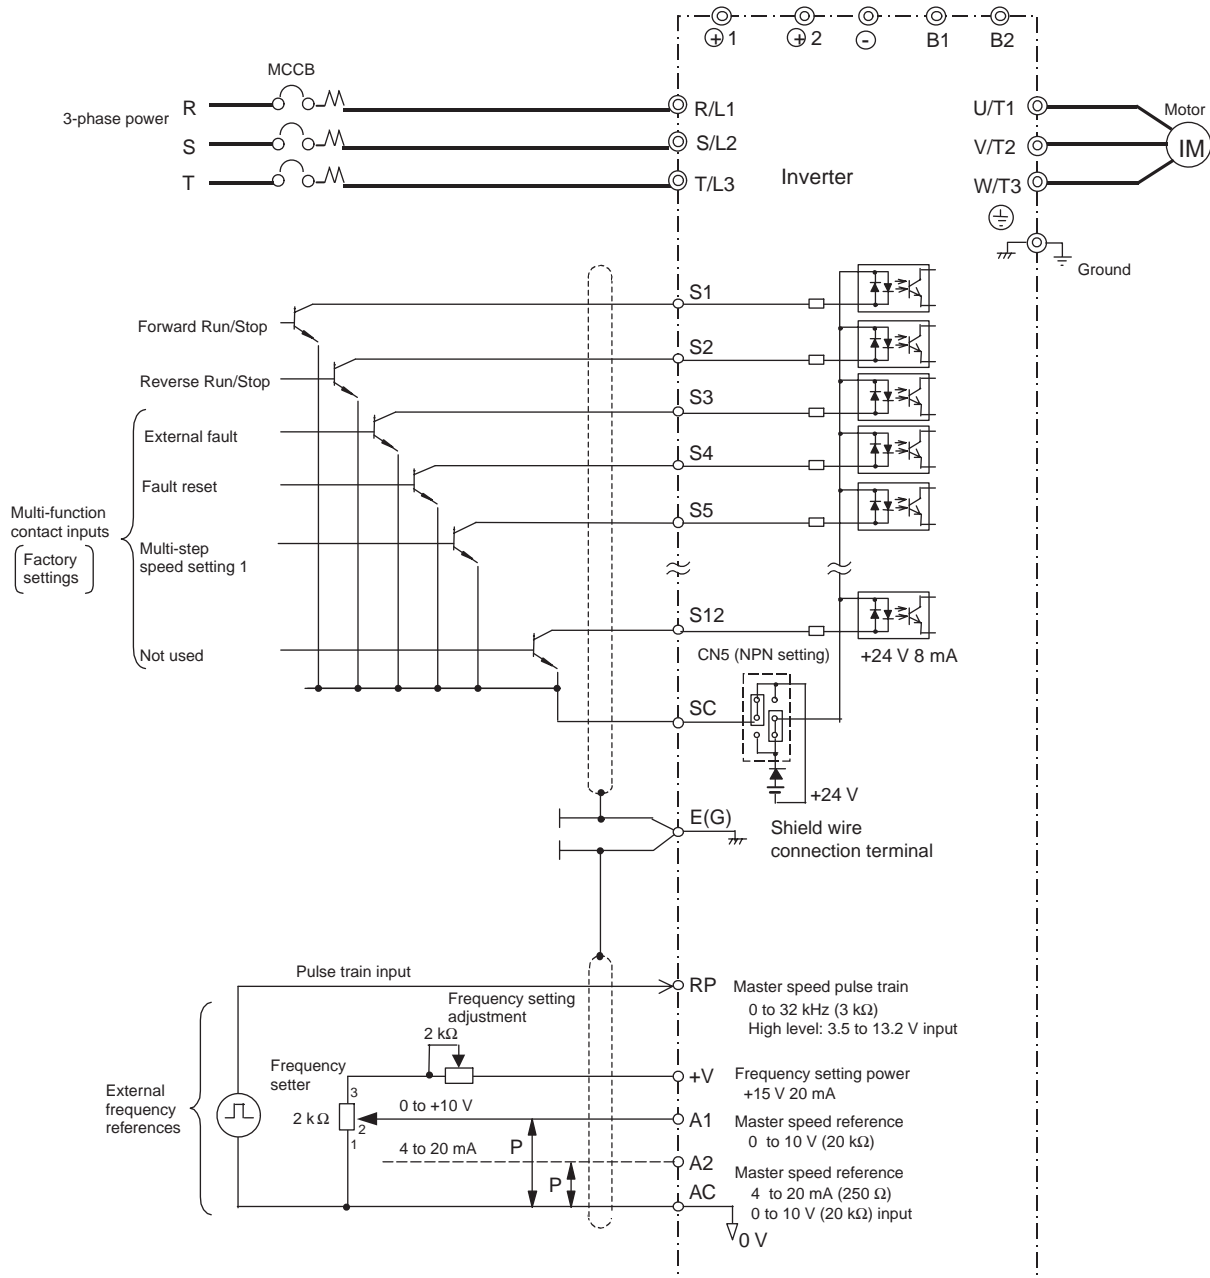 ⊕1
⊕2
⊖
B1
B2
MCCB
3-phase power
R
R/L1
S
S/L2
T
T/L3
Inverter
U/T1
V/T2
W/T3
Motor
IM
Ground
Forward Run/Stop
S1
Reverse Run/Stop
S2
External fault
S3
Fault reset
S4
Multi-function
contact inputs
Factory
settings
Multi-step
speed setting 1
S5
Not used
S12
CN5 (NPN setting)
+24 V 8 mA
SC
+24 V
E(G)
Shield wire
connection terminal
Pulse train input
RP
Master speed pulse train
0 to 32 kHz (3 kΩ)
High level: 3.5 to 13.2 V input
Frequency setting
adjustment
2 kΩ
Frequency
setter
+V
Frequency setting power
+15 V 20 mA
External
frequency
references
3
2 kΩ
2
1
0 to +10 V
P
A1
Master speed reference
0 to 10 V (20 kΩ)
4 to 20 mA
P
A2
Master speed reference
4 to 20 mA (250 Ω)
0 to 10 V (20 kΩ) input
AC
0 V